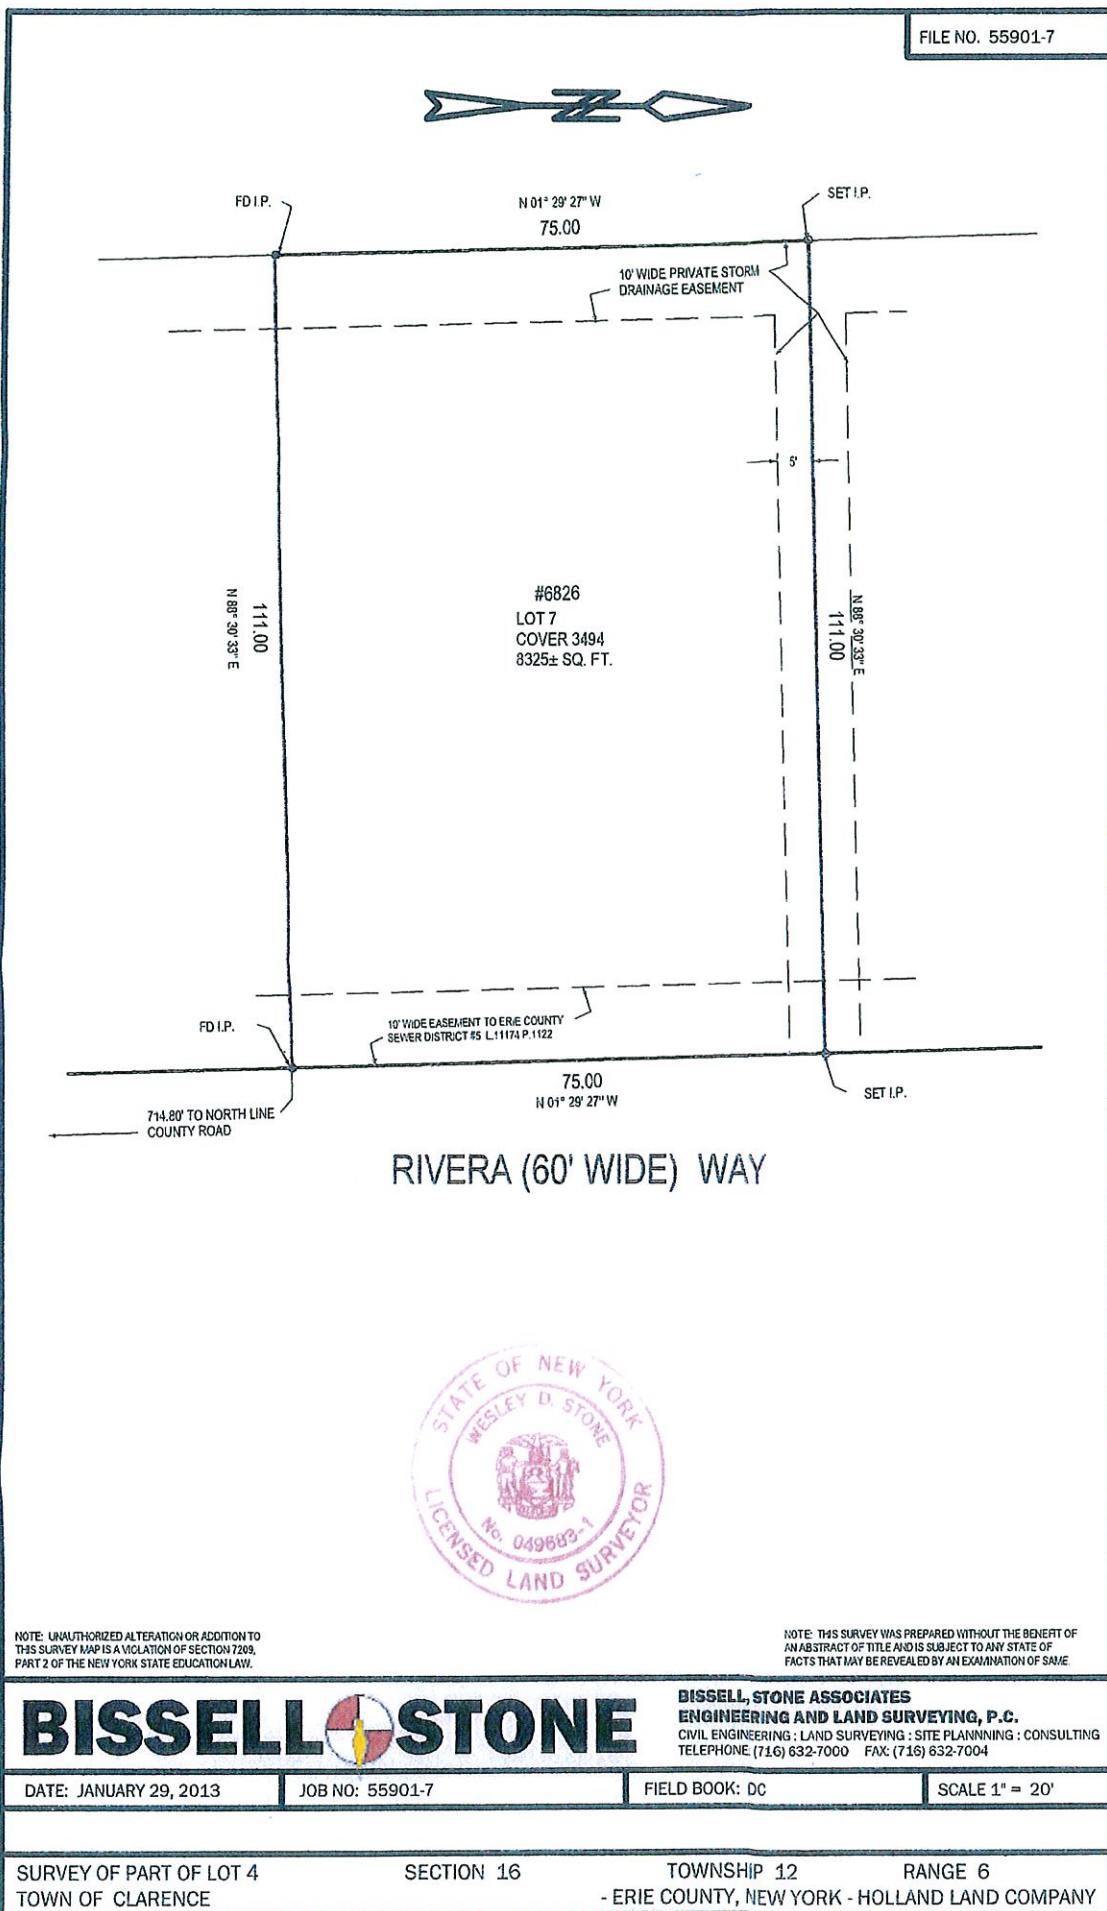 FILE NO. 55901-7
FD I.P.
N 01° 29' 27" W
75.00
SET I.P.
10' WIDE PRIVATE STORM
DRAINAGE EASEMENT
5'
N 88° 30' 33" E
111.00
#6826
LOT 7
COVER 3494
8325± SQ. FT.
N 88° 30' 33" E
111.00
FD I.P.
10' WIDE EASEMENT TO ERIE COUNTY
SEWER DISTRICT #5 L.11174 P.1122
75.00
N 01° 29' 27" W
SET I.P.
714.80' TO NORTH LINE
COUNTY ROAD
RIVERA (60' WIDE) WAY
STATE OF NEW YORK
WESLEY D. STONE
No. 049683-1
LICENSED LAND SURVEYOR
NOTE: UNAUTHORIZED ALTERATION OR ADDITION TO
THIS SURVEY MAP IS A VIOLATION OF SECTION 7209,
PART 2 OF THE NEW YORK STATE EDUCATION LAW.
NOTE: THIS SURVEY WAS PREPARED WITHOUT THE BENEFIT OF
AN ABSTRACT OF TITLE AND IS SUBJECT TO ANY STATE OF
FACTS THAT MAY BE REVEALED BY AN EXAMINATION OF SAME.
BISSELL STONE
BISSELL, STONE ASSOCIATES
ENGINEERING AND LAND SURVEYING, P.C.
CIVIL ENGINEERING : LAND SURVEYING : SITE PLANNNING : CONSULTING
TELEPHONE (716) 632-7000 FAX: (716) 632-7004
DATE: JANUARY 29, 2013
JOB NO: 55901-7
FIELD BOOK: DC
SCALE 1" = 20'
SURVEY OF PART OF LOT 4 SECTION 16 TOWNSHIP 12 RANGE 6
TOWN OF CLARENCE - ERIE COUNTY, NEW YORK - HOLLAND LAND COMPANY